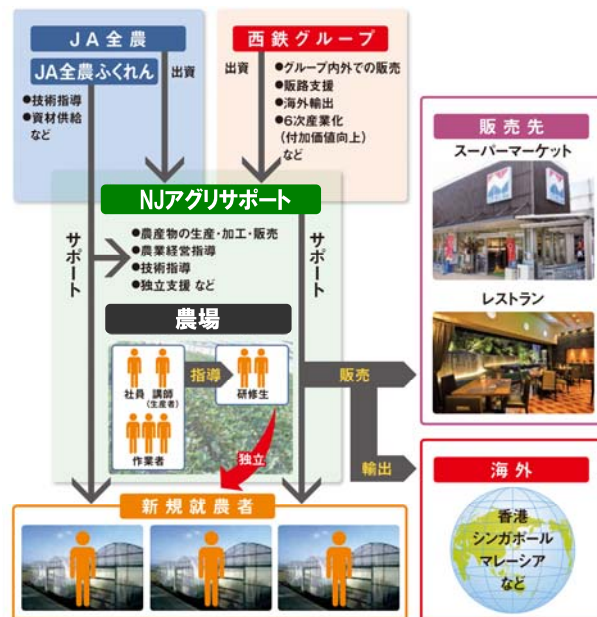 JA全農
JA全農ふくれん
出資
●技術指導
●資材供給
など
西鉄グループ
出資
●グループ内外での販売
●販路支援
●海外輸出
●6次産業化
(付加価値向上)
など
NJアグリサポート
サポート
●農産物の生産・加工・販売
●農業経営指導
●技術指導
●独立支援 など
サポート
農場
社員
講師
(生産者)
作業者
指導
研修生
独立
販売
輸出
新規就農者
販売先
スーパーマーケット
レストラン
海外
香港
シンガポール
マレーシア
など